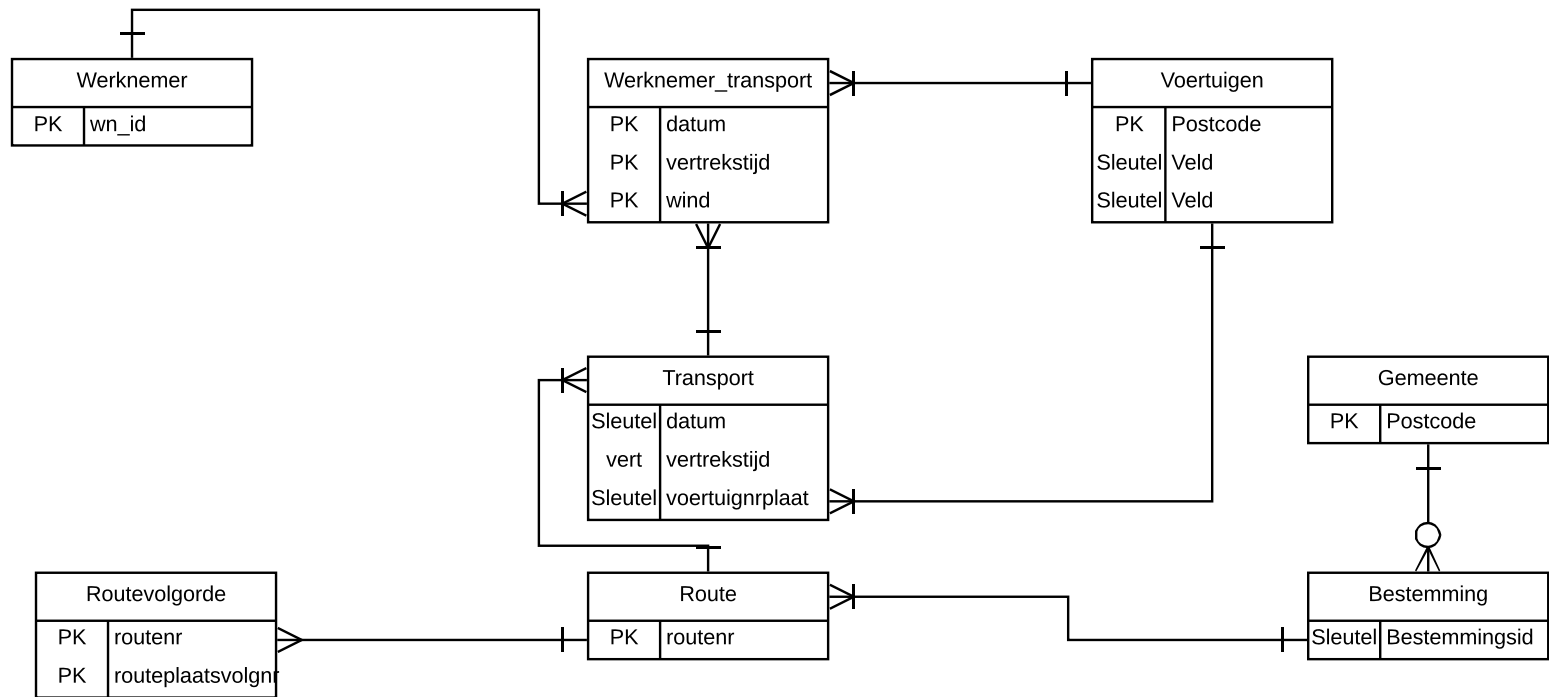 Werknemer
PK wn_id
Werknemer_transport
PK datum
PK vertrekstijd
PK wind
Voertuigen
PK Postcode
Sleutel Veld
Sleutel Veld
Transport
Sleutel datum
vert vertrekstijd
Sleutel voertuignrplaat
Gemeente
PK Postcode
Routevolgorde
PK routenr
PK routeplaatsvolgnr
Route
PK routenr
Bestemming
Sleutel Bestemmingsid